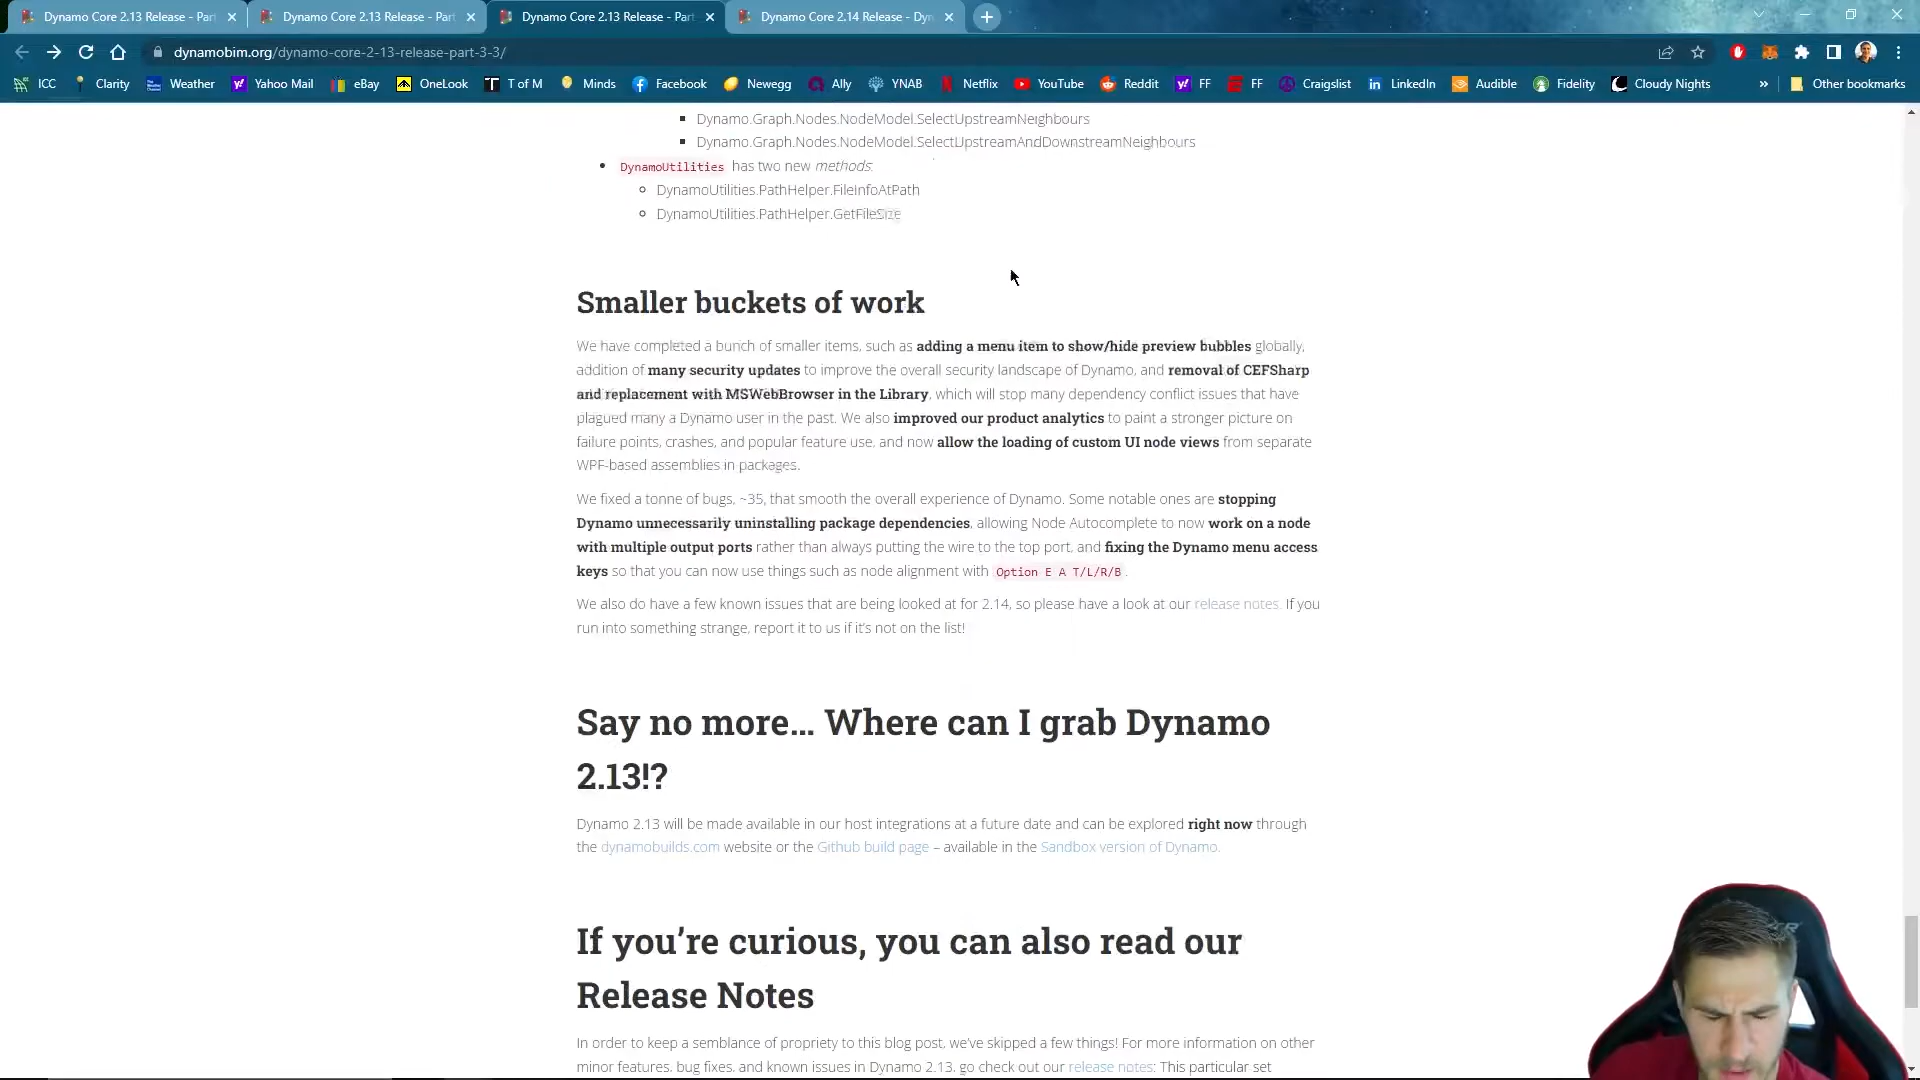 Dynamo Core 2.13 Release - Part
Dynamo Core 2.13 Release - Part
Dynamo Core 2.13 Release - Part
Dynamo Core 2.14 Release - Dyn
dynamobim.org/dynamo-core-2-13-release-part-3-3/
ICC Clarity Weather Yahoo Mail eBay OneLook T of M Minds Facebook Newegg Ally YNAB Netflix YouTube Reddit FF FF Craigslist LinkedIn Audible Fidelity Cloudy Nights » Other bookmarks
Dynamo.Graph.Nodes.NodeModel.SelectUpstreamNeighbours
Dynamo.Graph.Nodes.NodeModel.SelectUpstreamAndDownstreamNeighbours
DynamoUtilities has two new methods:
DynamoUtilities.PathHelper.FileInfoAtPath
DynamoUtilities.PathHelper.GetFileSize
Smaller buckets of work
We have completed a bunch of smaller items, such as adding a menu item to show/hide preview bubbles globally,
addition of many security updates to improve the overall security landscape of Dynamo, and removal of CEFSharp
and replacement with MSWebBrowser in the Library, which will stop many dependency conflict issues that have
plagued many a Dynamo user in the past. We also improved our product analytics to paint a stronger picture on
failure points, crashes, and popular feature use, and now allow the loading of custom UI node views from separate
WPF-based assemblies in packages.
We fixed a tonne of bugs, ~35, that smooth the overall experience of Dynamo. Some notable ones are stopping
Dynamo unnecessarily uninstalling package dependencies, allowing Node Autocomplete to now work on a node
with multiple output ports rather than always putting the wire to the top port, and fixing the Dynamo menu access
keys so that you can now use things such as node alignment with Option E A T/L/R/B.
We also do have a few known issues that are being looked at for 2.14, so please have a look at our release notes. If you
run into something strange, report it to us if it's not on the list!
Say no more… Where can I grab Dynamo
2.13!?
Dynamo 2.13 will be made available in our host integrations at a future date and can be explored right now through
the dynamobuilds.com website or the Github build page – available in the Sandbox version of Dynamo.
If you're curious, you can also read our
Release Notes
In order to keep a semblance of propriety to this blog post, we've skipped a few things! For more information on other
minor features, bug fixes, and known issues in Dynamo 2.13, go check out our release notes: This particular set